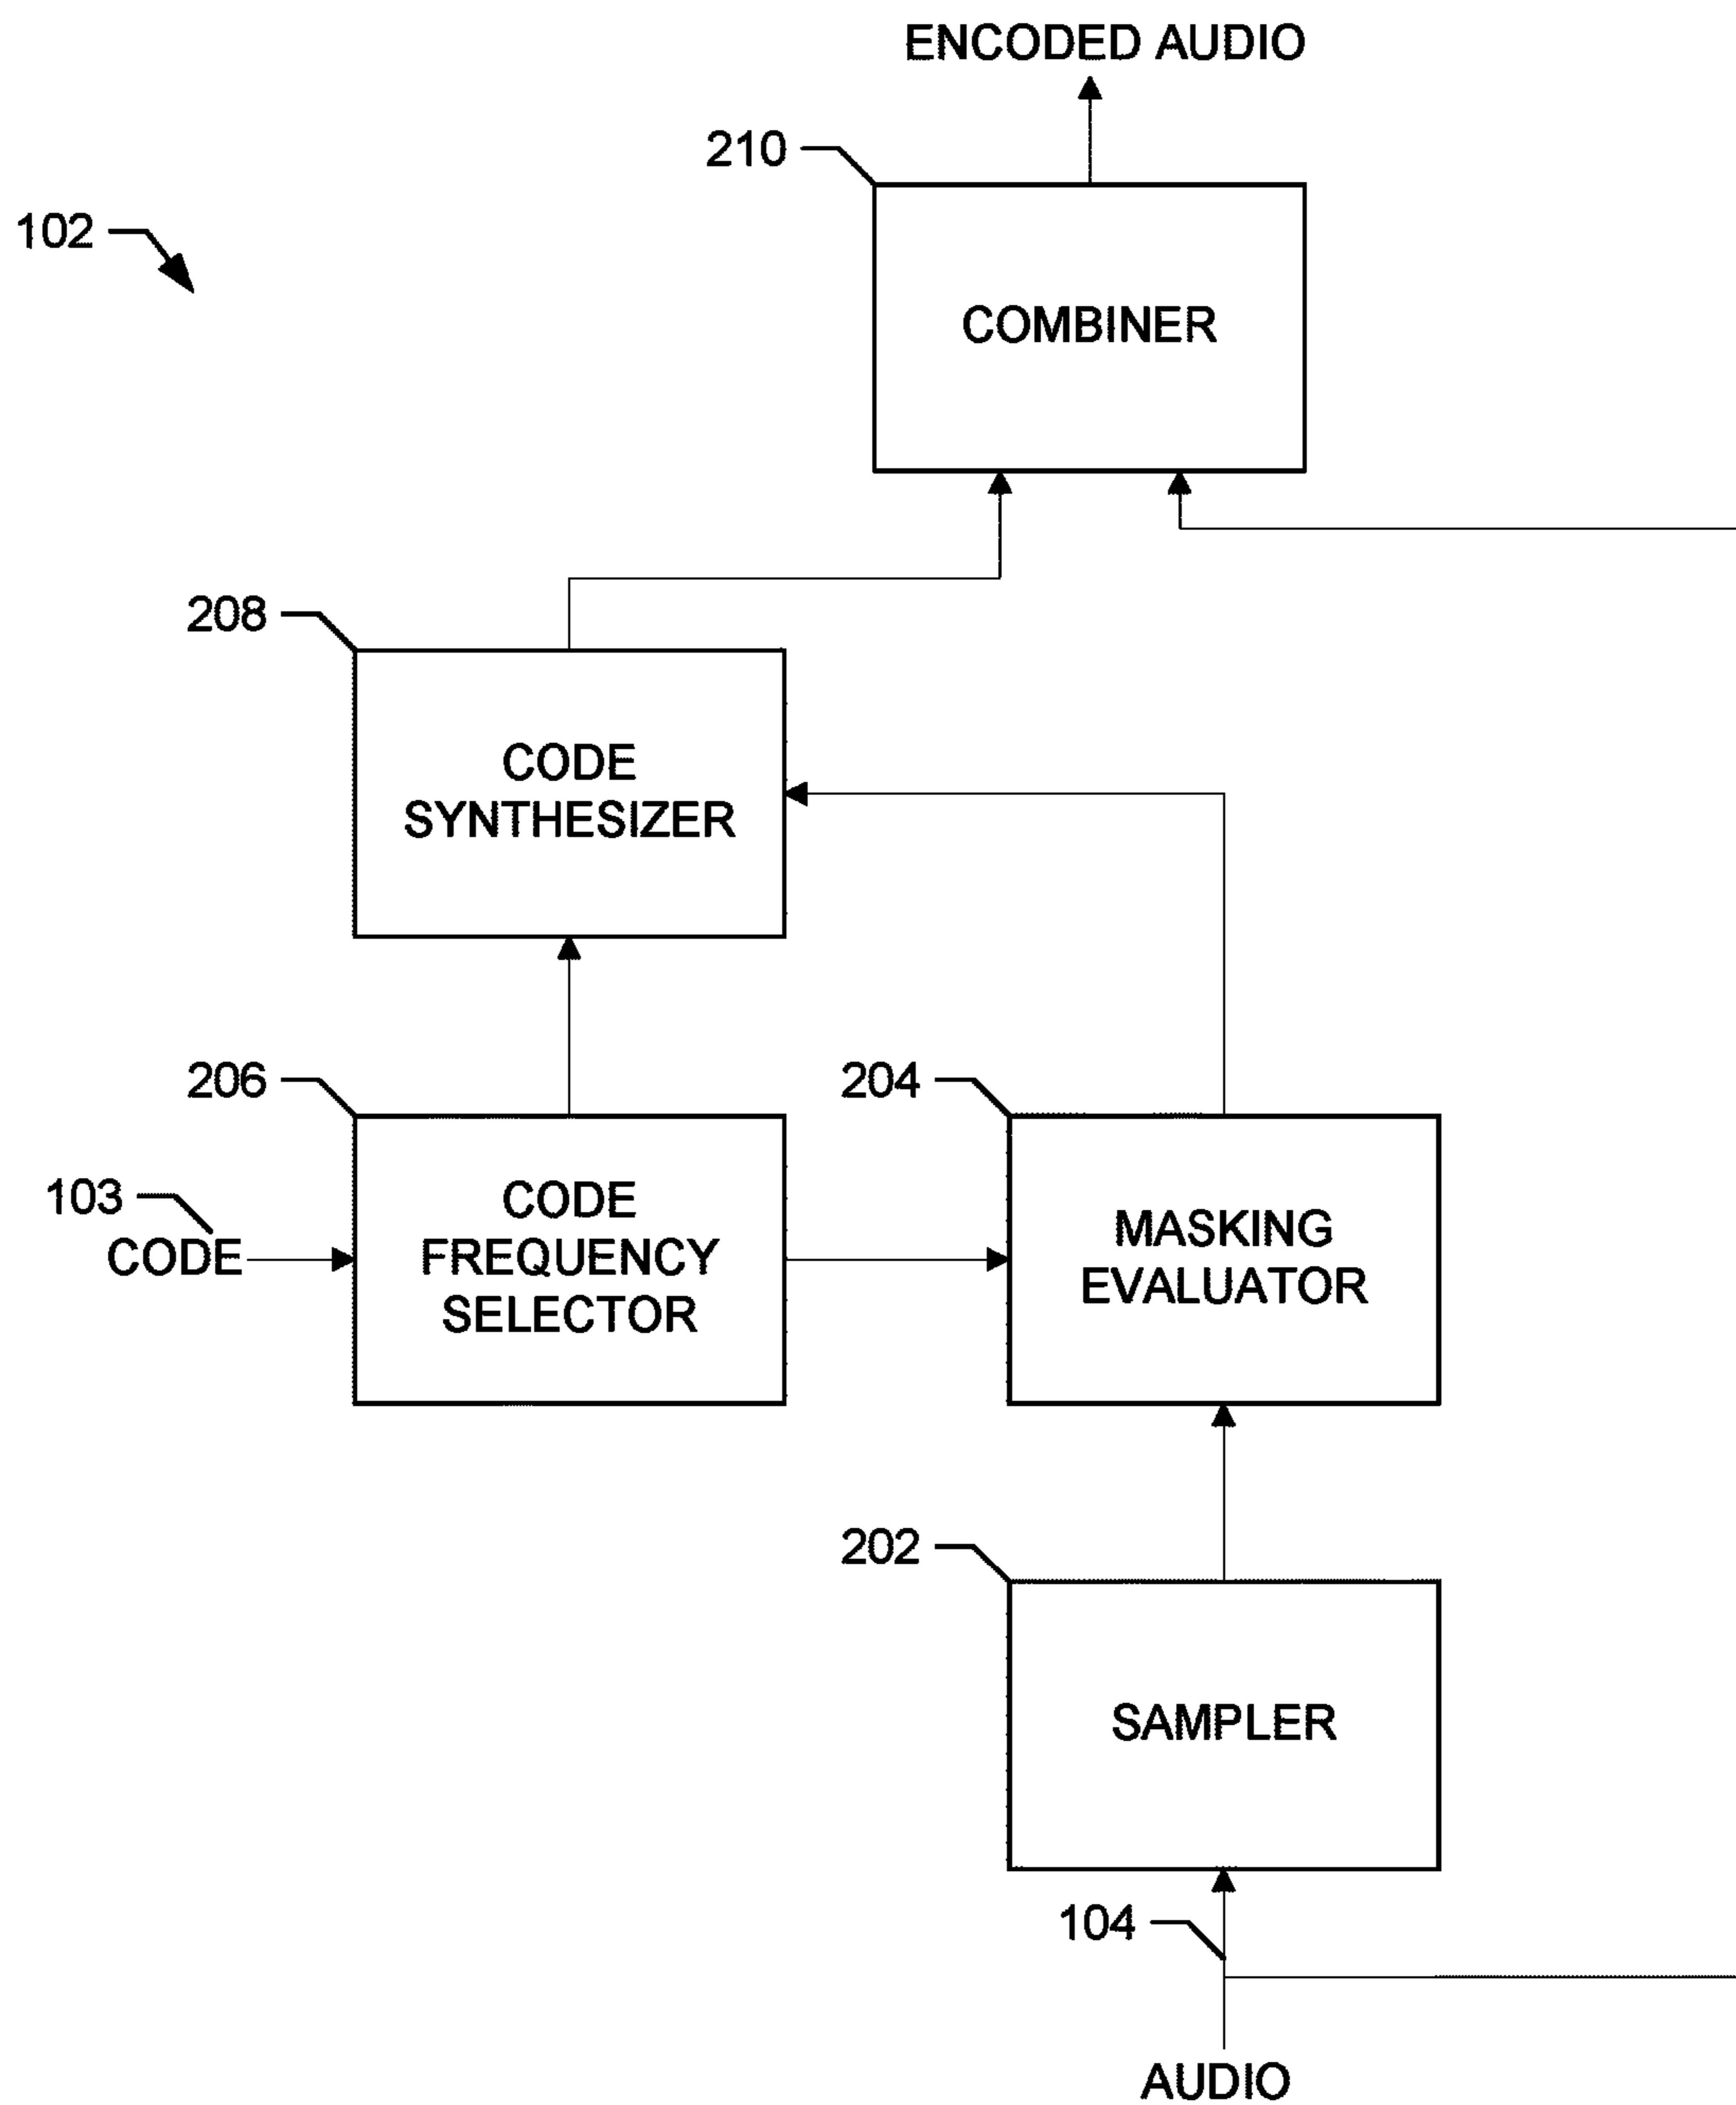 ENCODED AUDIO
210
102
COMBINER
208
CODE
SYNTHESIZER
206
204
103
CODE
CODE
FREQUENCY
SELECTOR
MASKING
EVALUATOR
202
SAMPLER
104
AUDIO